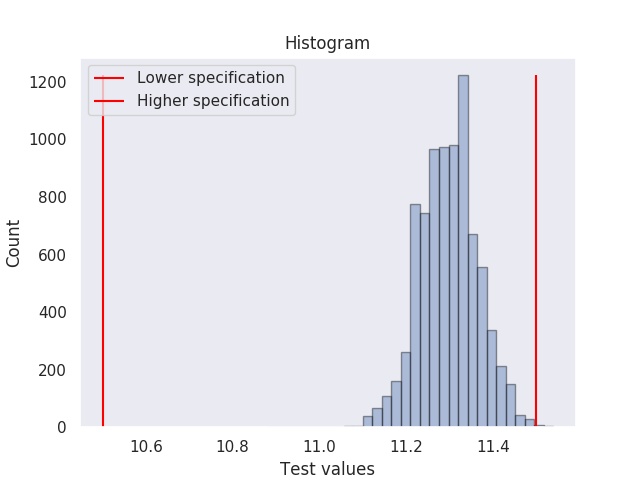 Histogram
Lower specification
Higher specification
1200
1000
800
600
400
200
0
Count
10.6 10.8 11.0 11.2 11.4
Test values